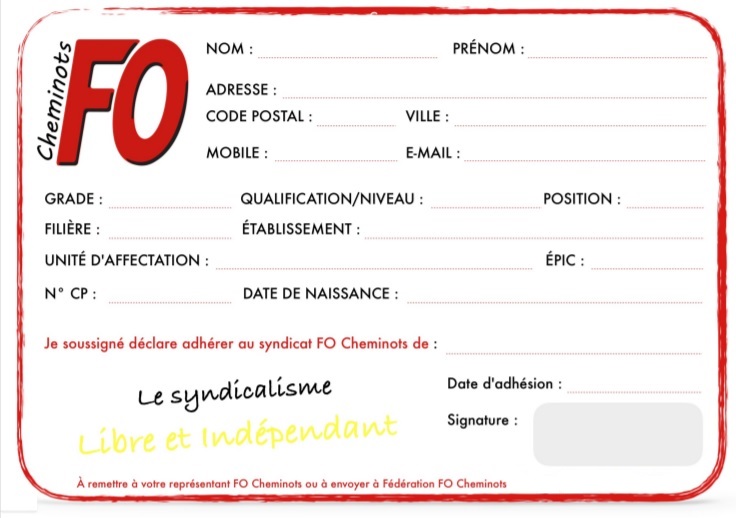 Cheminots
FO
NOM : PRÉNOM :
ADRESSE :
CODE POSTAL : VILLE :
MOBILE : E-MAIL :
GRADE : QUALIFICATION/NIVEAU : POSITION :
FILIÈRE : ÉTABLISSEMENT :
UNITÉ D'AFFECTATION : ÉPIC :
N° CP : DATE DE NAISSANCE :
Je soussigné déclare adhérer au syndicat FO Cheminots de :
Le syndicalisme
Libre et Indépendant
Date d'adhésion :
Signature :
À remettre à votre représentant FO Cheminots ou à envoyer à Fédération FO Cheminots